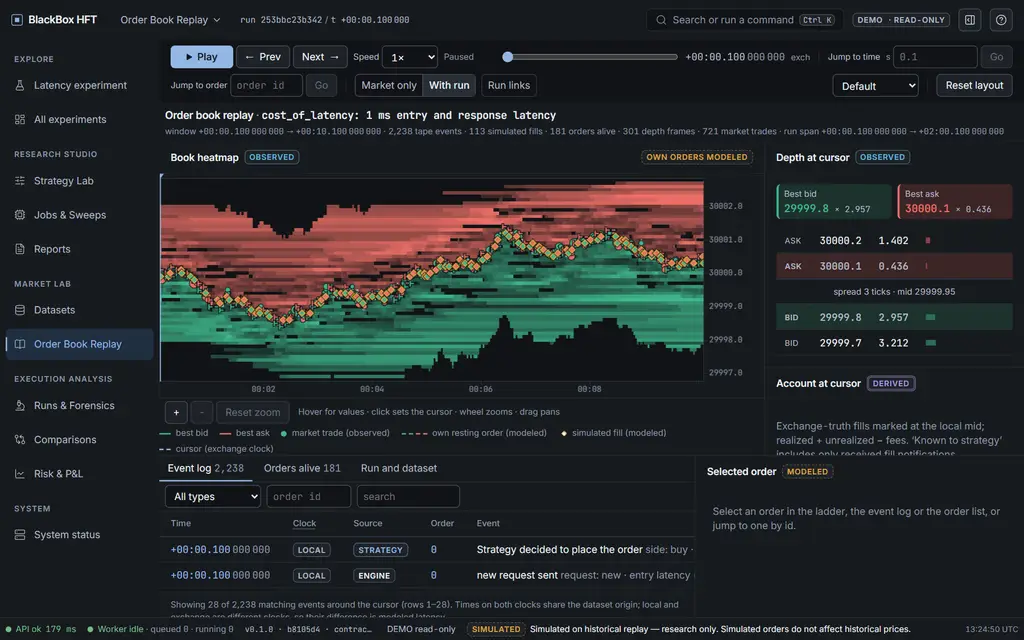 BlackBox HFT
Order Book Replay
run 253bbc23b342 / t +00:00.100
Search or run a command Ctrl K
DEMO · READ-ONLY
EXPLORE
Latency experiment
All experiments
RESEARCH STUDIO
Strategy Lab
Jobs & Sweeps
Reports
MARKET LAB
Datasets
Order Book Replay
EXECUTION ANALYSIS
Runs & Forensics
Comparisons
Risk & P&L
SYSTEM
System status
Play ← Prev Next → Speed 1× Paused +00:00.100 000 000 exch Jump to time s 0.1 Go
Jump to order order id Go Market only With run Run links Default Reset layout
Order book replay · cost_of_latency: 1 ms entry and response latency
window +00:00.100 000 000 → +00:10.100 000 000 · 2,238 tape events · 113 simulated fills · 181 orders alive · 301 depth frames · 721 market trades · run span +00:00.100 000 000 → +02:00.100 000 000
Book heatmap OBSERVED OWN ORDERS MODELED
30002.0
30001.0
30000.0
29999.0
29998.0
29997.0
00:02 00:04 00:06 00:08
+ - Reset zoom Hover for values · click sets the cursor · wheel zooms · drag pans
best bid best ask market trade (observed) own resting order (modeled) simulated fill (modeled)
cursor (exchange clock)
Depth at cursor OBSERVED
Best bid
29999.8 × 2.957
Best ask
30000.1 × 0.436
ASK 30000.2 1.402
ASK 30000.1 0.436
spread 3 ticks · mid 29999.95
BID 29999.8 2.957
BID 29999.7 3.212
Account at cursor DERIVED
Exchange-truth fills marked at the local mid;
realized + unrealized − fees. 'Known to strategy'
includes only received fill notifications.
Event log 2,238 Orders alive 181 Run and dataset
All types order id search
Time Clock Source Order Event
+00:00.100 000 000 LOCAL STRATEGY 0 Strategy decided to place the order side: buy ·
+00:00.100 000 000 LOCAL ENGINE 0 new request sent request: new · entry latency
Showing 28 of 2,238 matching events around the cursor (rows 1–28). Times on both clocks share the dataset origin; local and
exchange are different clocks, so their difference is modeled latency.
Selected order MODELED
Select an order in the ladder, the event log or the order list, or
jump to one by id.
API ok 179 ms Worker idle · queued 0 · running 0 v0.1.0 · b8105d4 · contrac… DEMO read-only SIMULATED Simulated on historical replay — research only. Simulated orders do not affect historical prices. 13:24:50 UTC